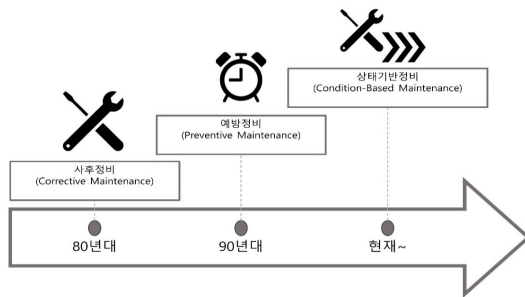 상태기반정비
(Condition-Based Maintenance)
예방정비
(Preventive Maintenance)
사후정비
(Corrective Maintenance)
80년대
90년대
현재~